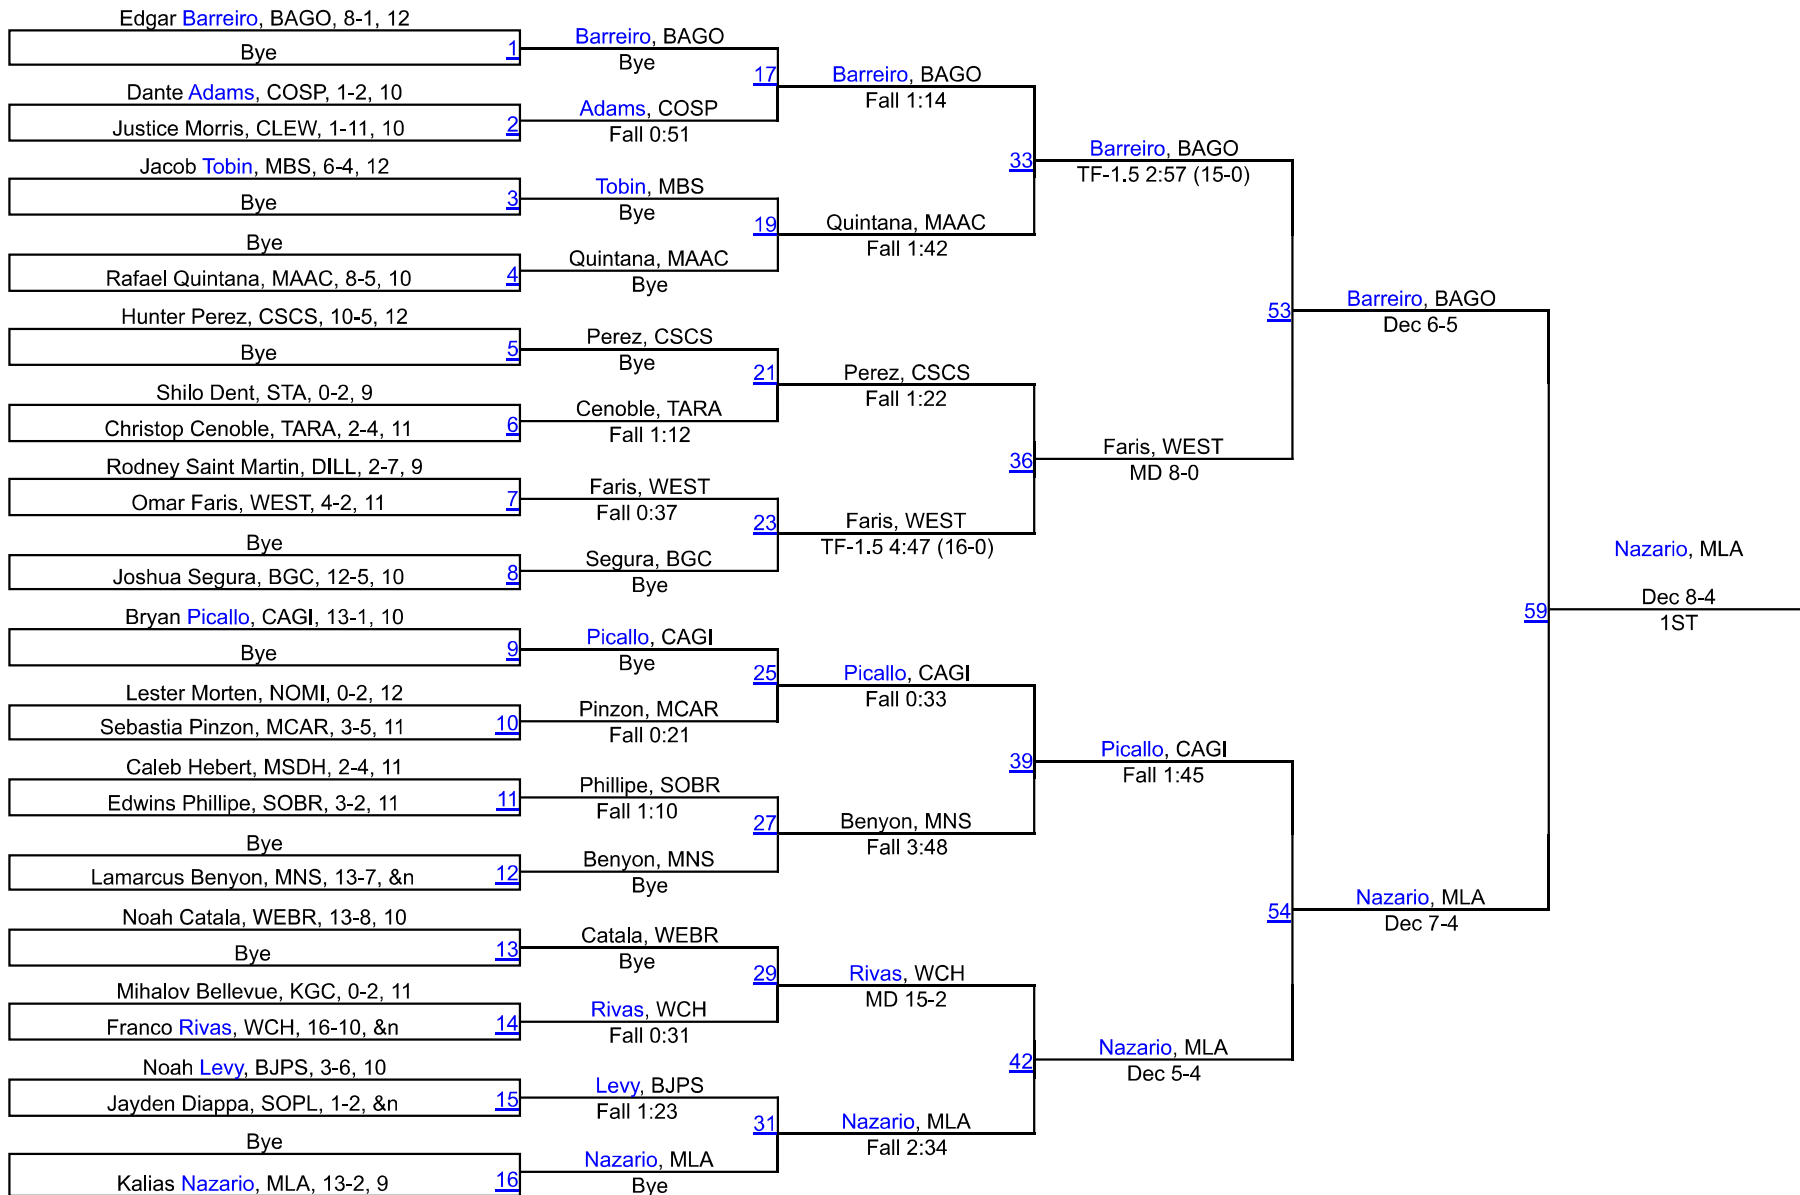 Edgar Barreiro, BAGO, 8-1, 12
Bye
1
Dante Adams, COSP, 1-2, 10
Justice Morris, CLEW, 1-11, 10
2
Jacob Tobin, MBS, 6-4, 12
Bye
3
Bye
Rafael Quintana, MAAC, 8-5, 10
4
Hunter Perez, CSCS, 10-5, 12
Bye
5
Shilo Dent, STA, 0-2, 9
Christop Cenoble, TARA, 2-4, 11
6
Rodney Saint Martin, DILL, 2-7, 9
Omar Faris, WEST, 4-2, 11
7
Bye
Joshua Segura, BGC, 12-5, 10
8
Bryan Picallo, CAGI, 13-1, 10
Bye
9
Lester Morten, NOMI, 0-2, 12
Sebastia Pinzon, MCAR, 3-5, 11
10
Caleb Hebert, MSDH, 2-4, 11
Edwins Phillipe, SOBR, 3-2, 11
11
Bye
Lamarcus Benyon, MNS, 13-7, &n
12
Noah Catala, WEBR, 13-8, 10
Bye
13
Mihalov Bellevue, KGC, 0-2, 11
Franco Rivas, WCH, 16-10, &n
14
Noah Levy, BJPS, 3-6, 10
Jayden Diappa, SOPL, 1-2, &n
15
Bye
Kalias Nazario, MLA, 13-2, 9
16
Barreiro, BAGO
Bye
17
Adams, COSP
Fall 0:51
Tobin, MBS
Bye
19
Quintana, MAAC
Bye
Perez, CSCS
Bye
21
Cenoble, TARA
Fall 1:12
Faris, WEST
Fall 0:37
23
Segura, BGC
Bye
Picallo, CAGI
Bye
25
Pinzon, MCAR
Fall 0:21
Phillipe, SOBR
Fall 1:10
27
Benyon, MNS
Bye
Catala, WEBR
Bye
29
Rivas, WCH
Fall 0:31
Levy, BJPS
Fall 1:23
31
Nazario, MLA
Bye
Barreiro, BAGO
Fall 1:14
33
Quintana, MAAC
Fall 1:42
Perez, CSCS
Fall 1:22
36
Faris, WEST
TF-1.5 4:47 (16-0)
Picallo, CAGI
Fall 0:33
39
Benyon, MNS
Fall 3:48
Rivas, WCH
MD 15-2
42
Nazario, MLA
Fall 2:34
Barreiro, BAGO
TF-1.5 2:57 (15-0)
53
Faris, WEST
MD 8-0
Picallo, CAGI
Fall 1:45
54
Nazario, MLA
Dec 5-4
Barreiro, BAGO
Dec 6-5
59
Nazario, MLA
Dec 7-4
Nazario, MLA
Dec 8-4
1ST